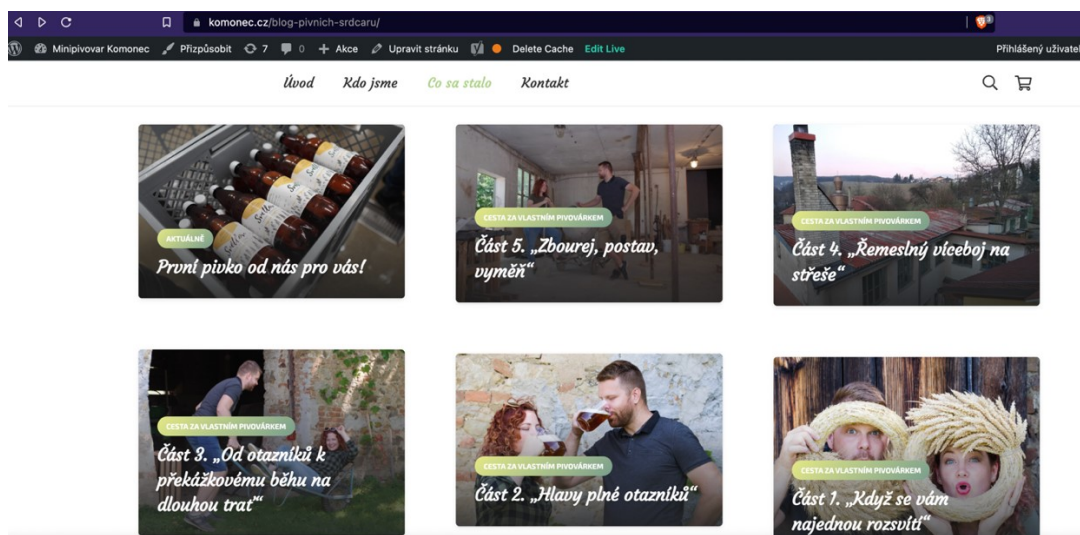 komonec.cz/blog-pivnich-srdcaru/
Minipivovar Komonec Přizpůsobit 7 0 + Akce Upravit stránku Delete Cache Edit Live Přihlášený uživatel
Úvod Kdo jsme Co sa stalo Kontakt
AKTUÁLNĚ
První pivko od nás pro vás!
CESTA ZA VLASTNÍM PIVOVÁRKEM
Část 5. „Zbourej, postav,
vyměň“
CESTA ZA VLASTNÍM PIVOVÁRKEM
Část 4. „Řemeslný víceboj na
střeše“
CESTA ZA VLASTNÍM PIVOVÁRKEM
Část 3. „Od otazníků k
překážkovému běhu na
dlouhou trať“
CESTA ZA VLASTNÍM PIVOVÁRKEM
Část 2. „Hlavy plné otazníků“
CESTA ZA VLASTNÍM PIVOVÁRKEM
Část 1. „Když se vám
najednou rozsvítí“